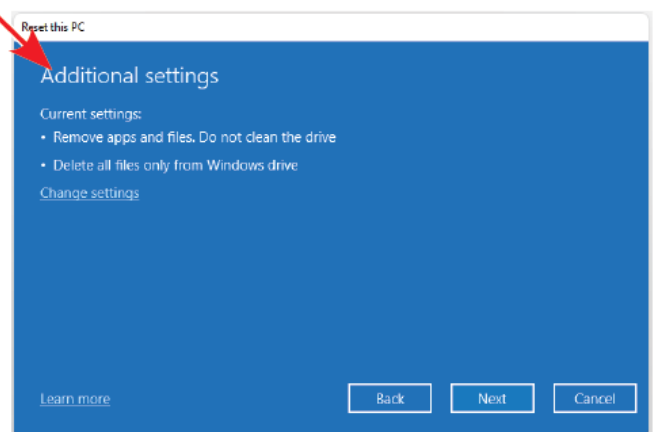 Reset this PC
Additional settings
Current settings:
• Remove apps and files. Do not clean the drive
• Delete all files only from Windows drive
Change settings
Learn more
Back
Next
Cancel